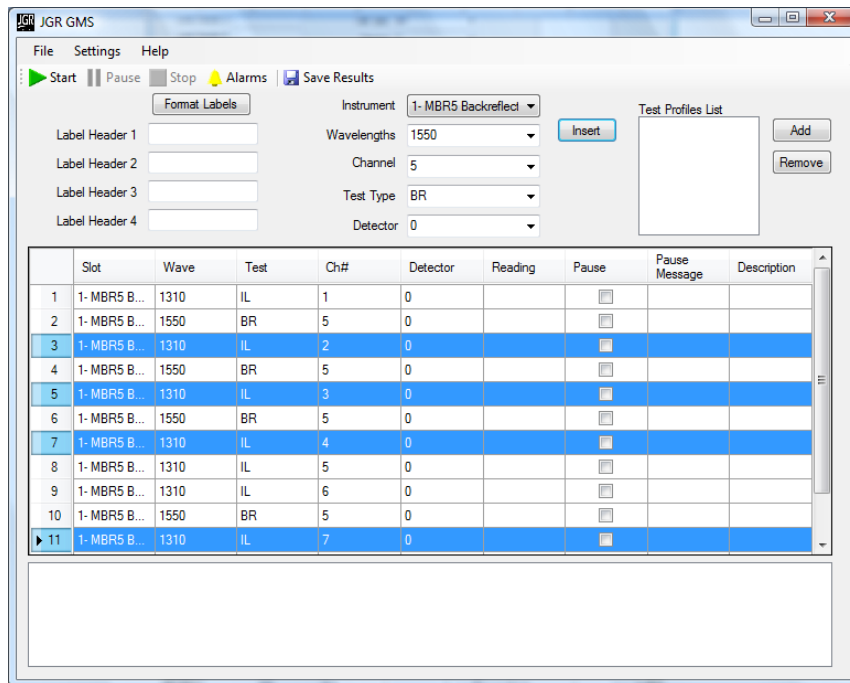 JGR JGR GMS
File Settings Help
Start Pause Stop Alarms Save Results
Format Labels Instrument 1- MBR5 Backreflect Test Profiles List
Label Header 1 Wavelengths 1550 Insert Add
Label Header 2 Channel 5 Remove
Label Header 3 Test Type BR
Label Header 4 Detector 0
Slot Wave Test Ch# Detector Reading Pause Pause Message Description
1 1- MBR5 B... 1310 IL 1 0
2 1- MBR5 B... 1550 BR 5 0
3 1- MBR5 B... 1310 IL 2 0
4 1- MBR5 B... 1550 BR 5 0
5 1- MBR5 B... 1310 IL 3 0
6 1- MBR5 B... 1550 BR 5 0
7 1- MBR5 B... 1310 IL 4 0
8 1- MBR5 B... 1310 IL 5 0
9 1- MBR5 B... 1310 IL 6 0
10 1- MBR5 B... 1550 BR 5 0
11 1- MBR5 B... 1310 IL 7 0